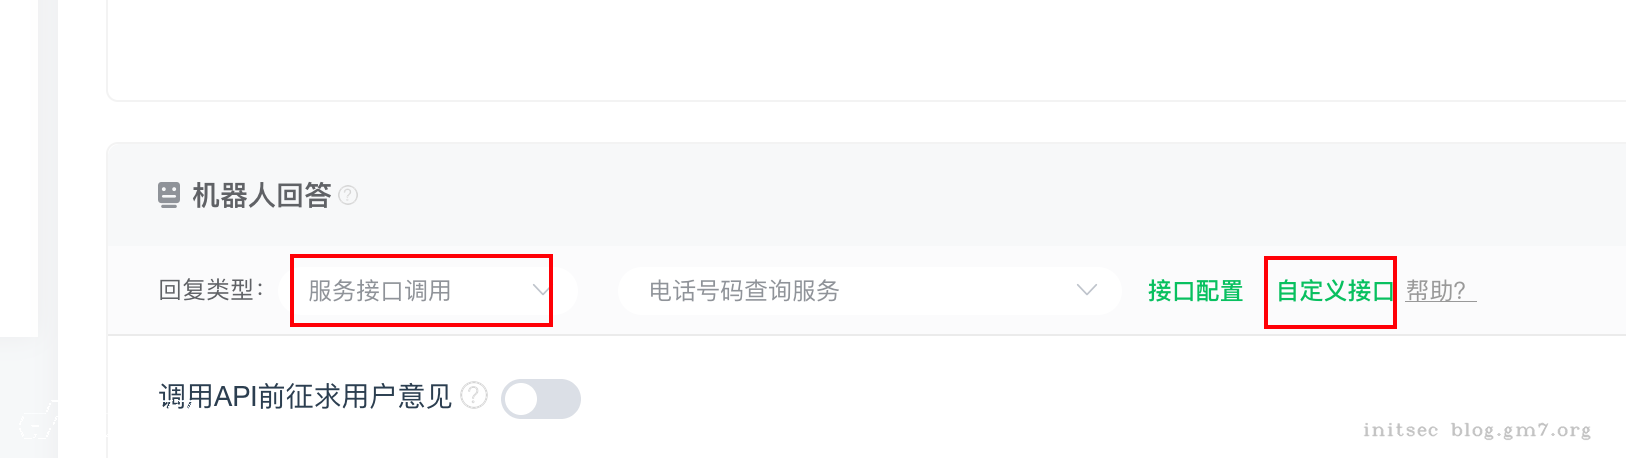 机器人回答 ?
回复类型： 服务接口调用 电话号码查询服务 接口配置 自定义接口 帮助？
调用API前征求用户意见 ?
initsec blog.gm7.org